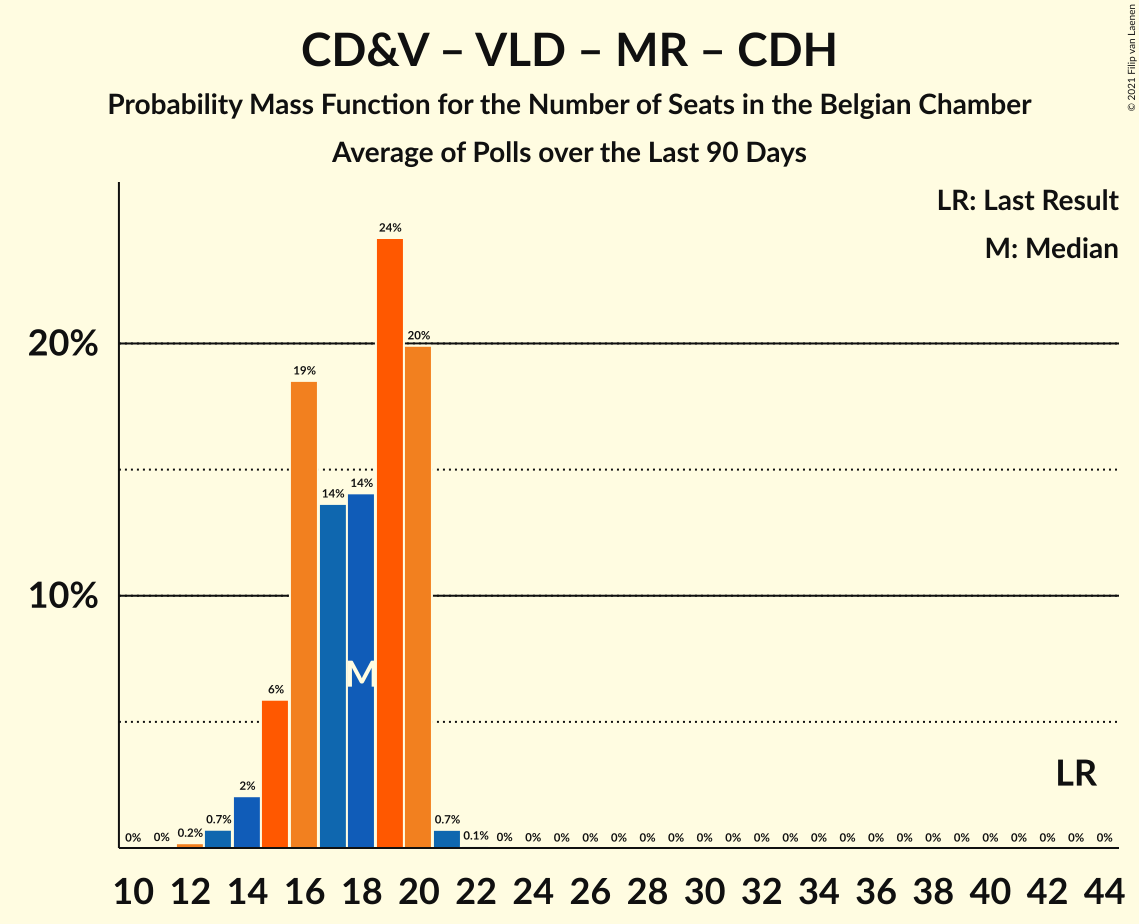 CD&V – VLD – MR – CDH
Probability Mass Function for the Number of Seats in the Belgian Chamber
Average of Polls over the Last 90 Days
© 2021 Filip van Laenen
LR: Last Result
M: Median
20%
10%
0% 0% 0.2% 0.7% 2% 6% 19% 14% 14% 24% 20% 0.7% 0.1% 0% 0% 0% 0% 0% 0% 0% 0% 0% 0% 0% 0% 0% 0% 0% 0% 0% 0% 0% 0% 0% 0%
M
LR
10 12 14 16 18 20 22 24 26 28 30 32 34 36 38 40 42 44